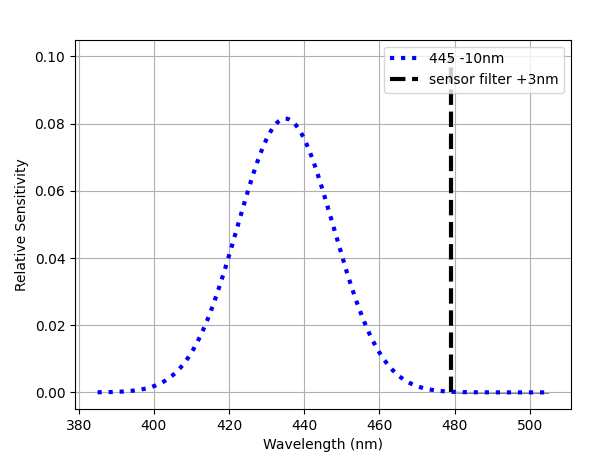 0.10
0.08
0.06
0.04
0.02
0.00
Relative Sensitivity
445 -10nm
sensor filter +3nm
380 400 420 440 460 480 500
Wavelength (nm)